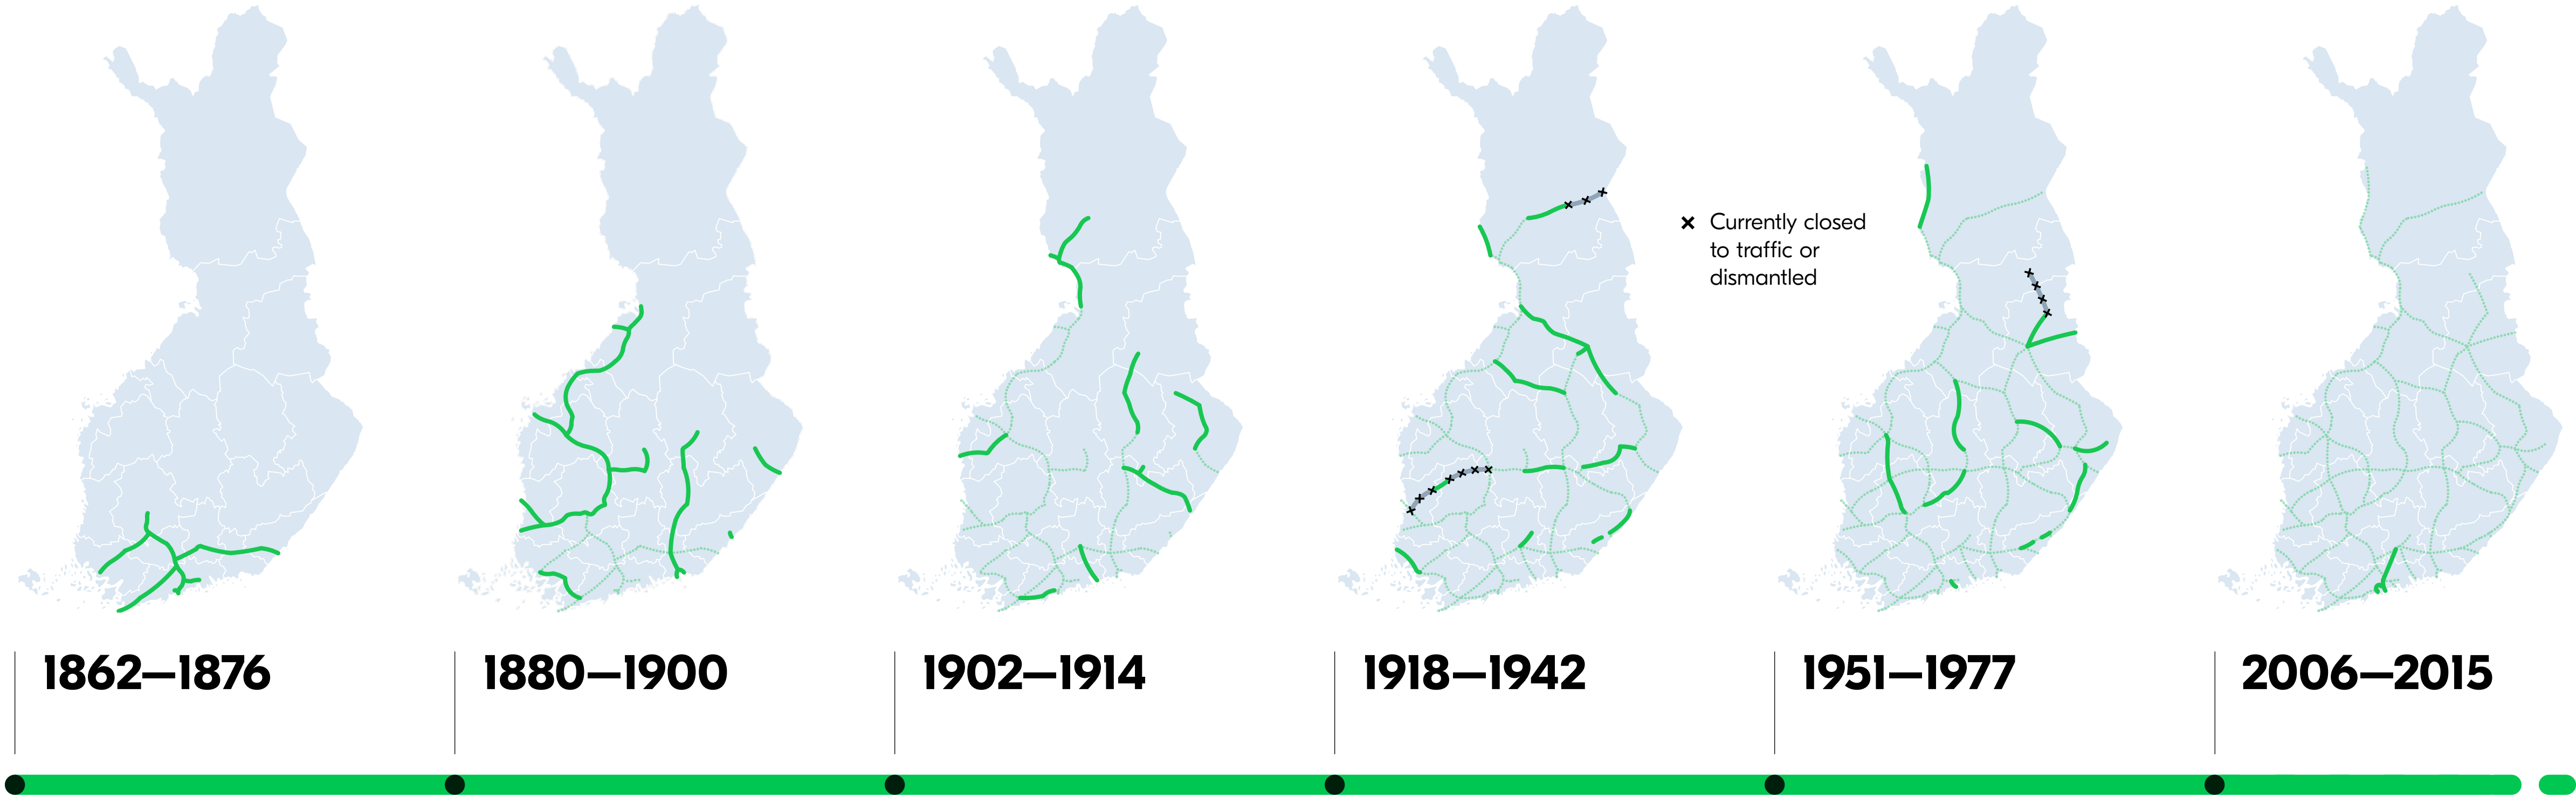 Currently closed
to traffic or
dismantled
1862—1876
1880—1900
1902—1914
1918—1942
1951—1977
2006—2015